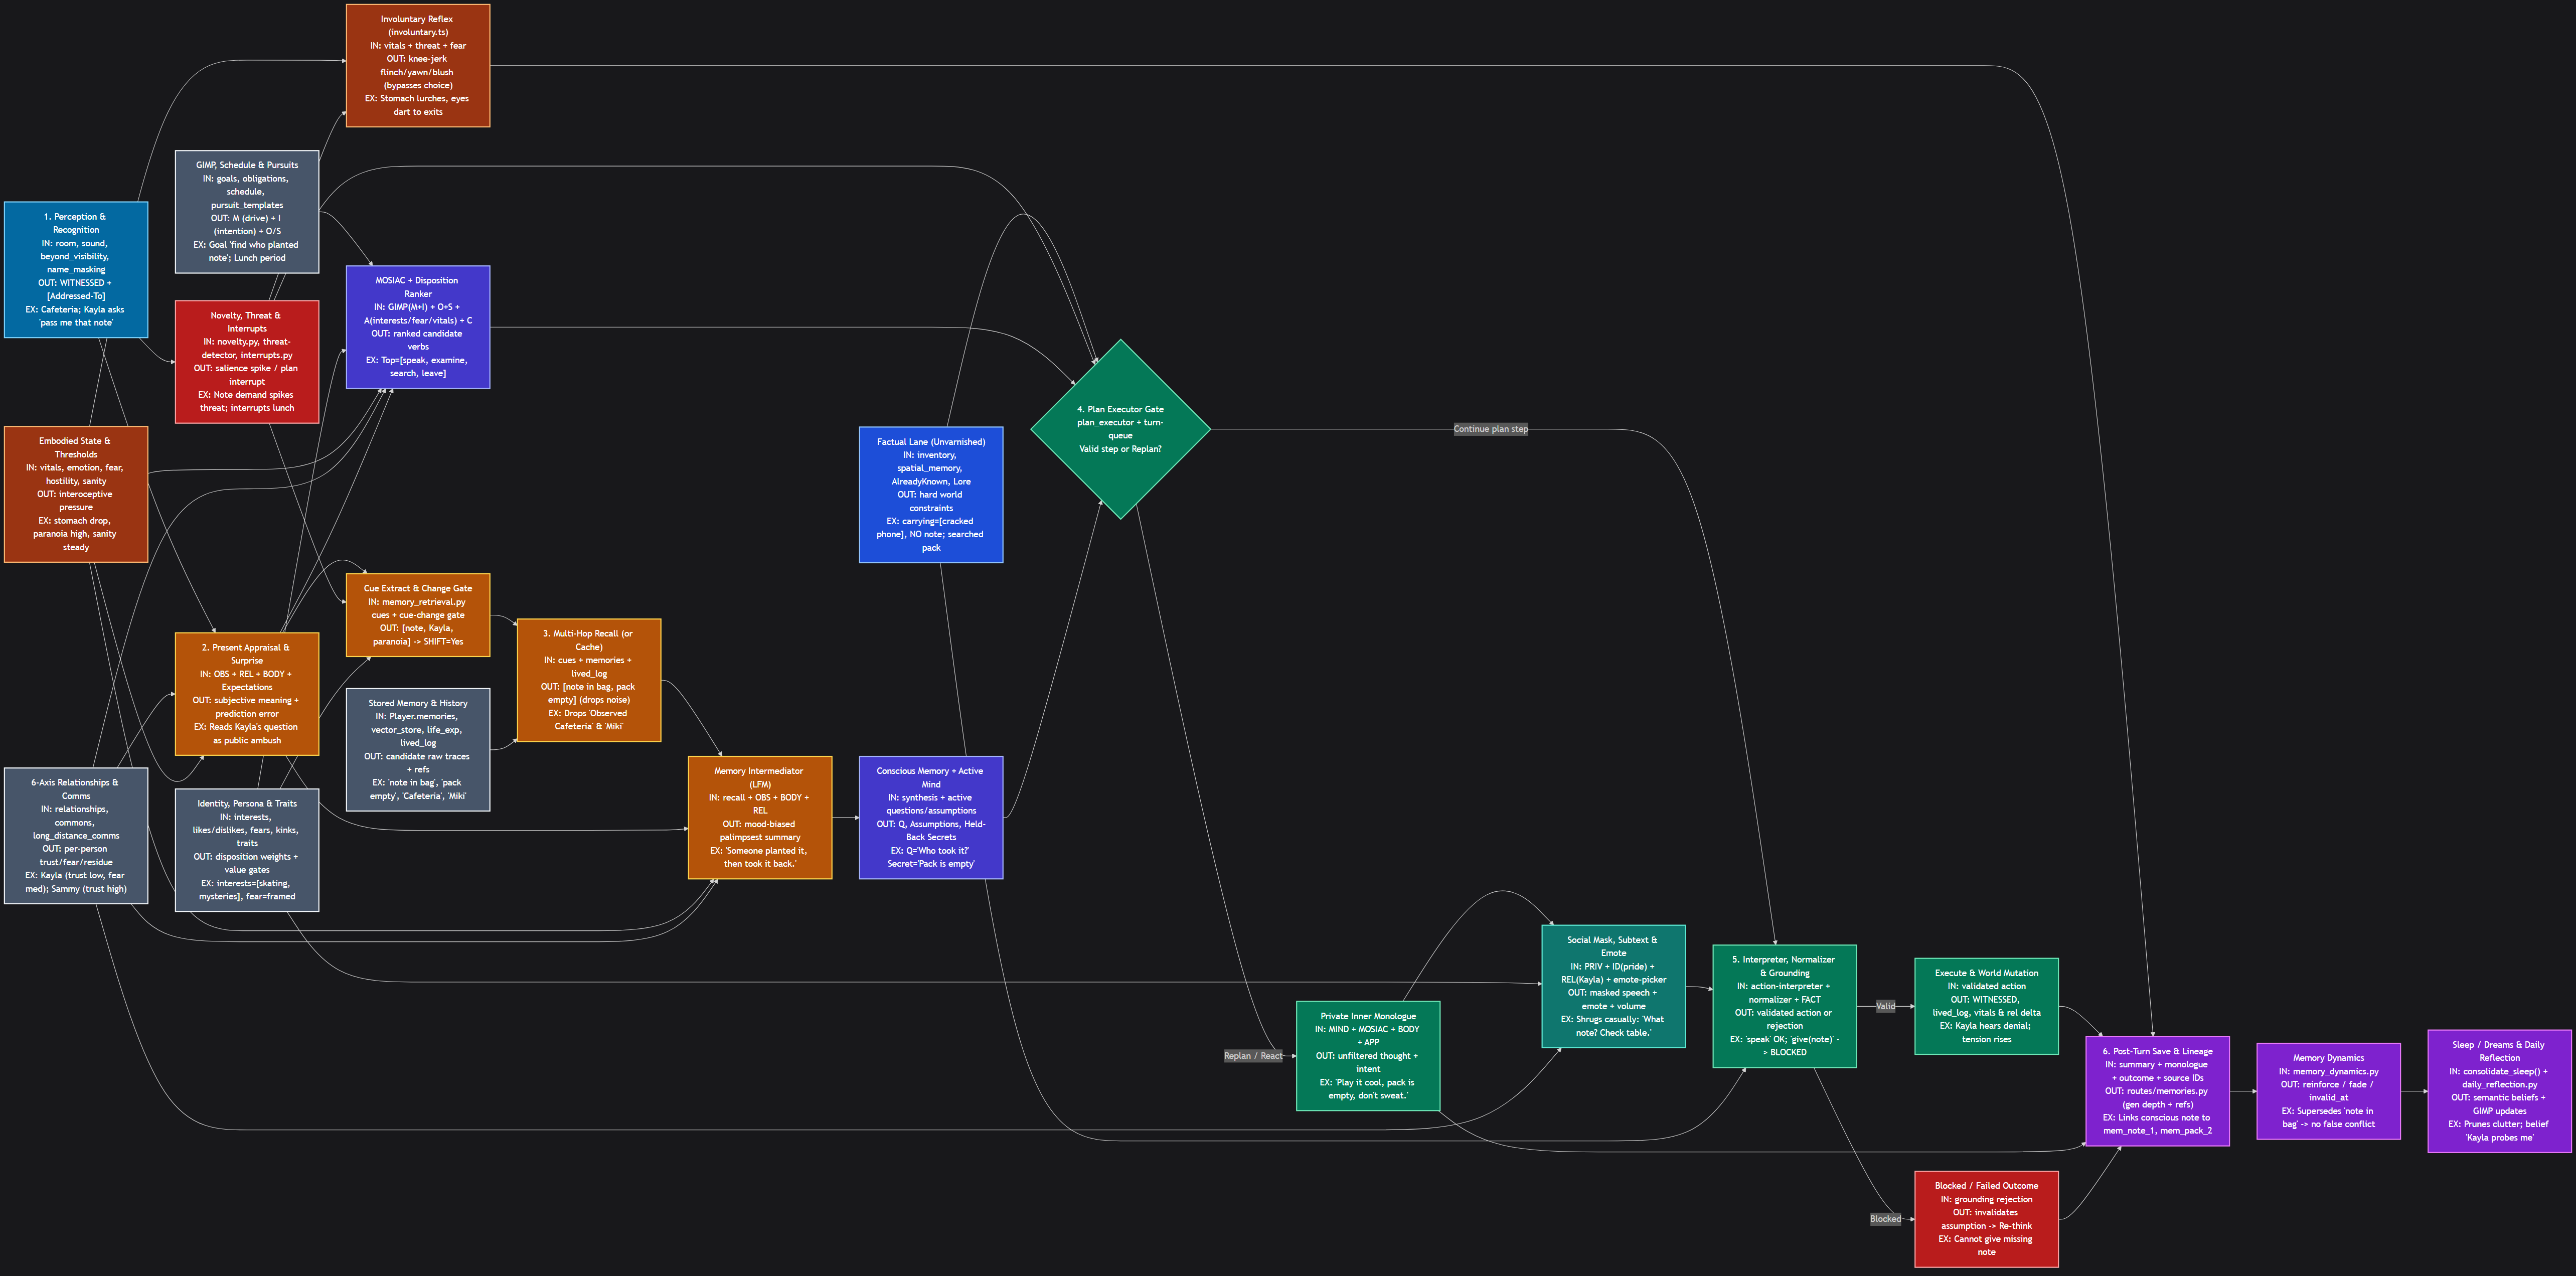 Involuntary Reflex
(involuntary.ts)
IN: vitals + threat + fear
OUT: knee-jerk
flinch/yawn/blush
(bypasses choice)
EX: Stomach lurches, eyes
dart to exits
GIMP, Schedule & Pursuits
IN: goals, obligations,
schedule,
pursuit_templates
OUT: M (drive) + I
(intention) + O/S
EX: Goal 'find who planted
note'; Lunch period
1. Perception &
Recognition
IN: room, sound,
beyond_visibility,
name_masking
OUT: WITNESSED +
[Addressed-To]
EX: Cafeteria; Kayla asks
'pass me that note'
Novelty, Threat &
Interrupts
IN: novelty.py, threat-
detector, interrupts.py
OUT: salience spike / plan
interrupt
EX: Note demand spikes
threat; interrupts lunch
MOSIAC + Disposition
Ranker
IN: GIMP(M+I) + O+S +
A(interests/fear/vitals) + C
OUT: ranked candidate
verbs
EX: Top=[speak, examine,
search, leave]
Embodied State &
Thresholds
IN: vitals, emotion, fear,
hostility, sanity
OUT: interoceptive
pressure
EX: stomach drop,
paranoia high, sanity
steady
Factual Lane (Unvarnished)
IN: inventory,
spatial_memory,
AlreadyKnown, Lore
OUT: hard world
constraints
EX: carrying=[cracked
phone], NO note; searched
pack
4. Plan Executor Gate
plan_executor + turn-
queue
Valid step or Replan?
Continue plan step
Cue Extract & Change Gate
IN: memory_retrieval.py
cues + cue-change gate
OUT: [note, Kayla,
paranoia] -> SHIFT=Yes
2. Present Appraisal &
Surprise
IN: OBS + REL + BODY +
Expectations
OUT: subjective meaning +
prediction error
EX: Reads Kayla's question
as public ambush
3. Multi-Hop Recall (or
Cache)
IN: cues + memories +
lived_log
OUT: [note in bag, pack
empty] (drops noise)
EX: Drops 'Observed
Cafeteria' & 'Miki'
Stored Memory & History
IN: Player.memories,
vector_store, life_exp,
lived_log
OUT: candidate raw traces
+ refs
EX: 'note in bag', 'pack
empty', 'Cafeteria', 'Miki'
6-Axis Relationships &
Comms
IN: relationships,
commons,
long_distance_comms
OUT: per-person
trust/fear/residue
EX: Kayla (trust low, fear
med); Sammy (trust high)
Identity, Persona & Traits
IN: interests,
likes/dislikes, fears, kinks,
traits
OUT: disposition weights +
value gates
EX: interests=[skating,
mysteries], fear=framed
Memory Intermediator
(LFM)
IN: recall + OBS + BODY +
REL
OUT: mood-biased
palimpsest summary
EX: 'Someone planted it,
then took it back.'
Conscious Memory + Active
Mind
IN: synthesis + active
questions/assumptions
OUT: Q, Assumptions, Held-
Back Secrets
EX: Q='Who took it?'
Secret='Pack is empty'
Replan / React
Private Inner Monologue
IN: MIND + MOSIAC + BODY
+ APP
OUT: unfiltered thought +
intent
EX: 'Play it cool, pack is
empty, don't sweat.'
Social Mask, Subtext &
Emote
IN: PRIV + ID(pride) +
REL(Kayla) + emote-picker
OUT: masked speech +
emote + volume
EX: Shrugs casually: 'What
note? Check table.'
5. Interpreter, Normalizer
& Grounding
IN: action-interpreter +
normalizer + FACT
OUT: validated action or
rejection
EX: 'speak' OK; 'give(note)' -
> BLOCKED
Valid
Execute & World Mutation
IN: validated action
OUT: WITNESSED,
lived_log, vitals & rel delta
EX: Kayla hears denial;
tension rises
Blocked
Blocked / Failed Outcome
IN: grounding rejection
OUT: invalidates
assumption -> Re-think
EX: Cannot give missing
note
6. Post-Turn Save & Lineage
IN: summary + monologue
+ outcome + source IDs
OUT: routes/memories.py
(gen depth + refs)
EX: Links conscious note to
mem_note_1, mem_pack_2
Memory Dynamics
IN: memory_dynamics.py
OUT: reinforce / fade /
invalid_at
EX: Supersedes 'note in
bag' -> no false conflict
Sleep / Dreams & Daily
Reflection
IN: consolidate_sleep() +
daily_reflection.py
OUT: semantic beliefs +
GIMP updates
EX: Prunes clutter; belief
'Kayla probes me'